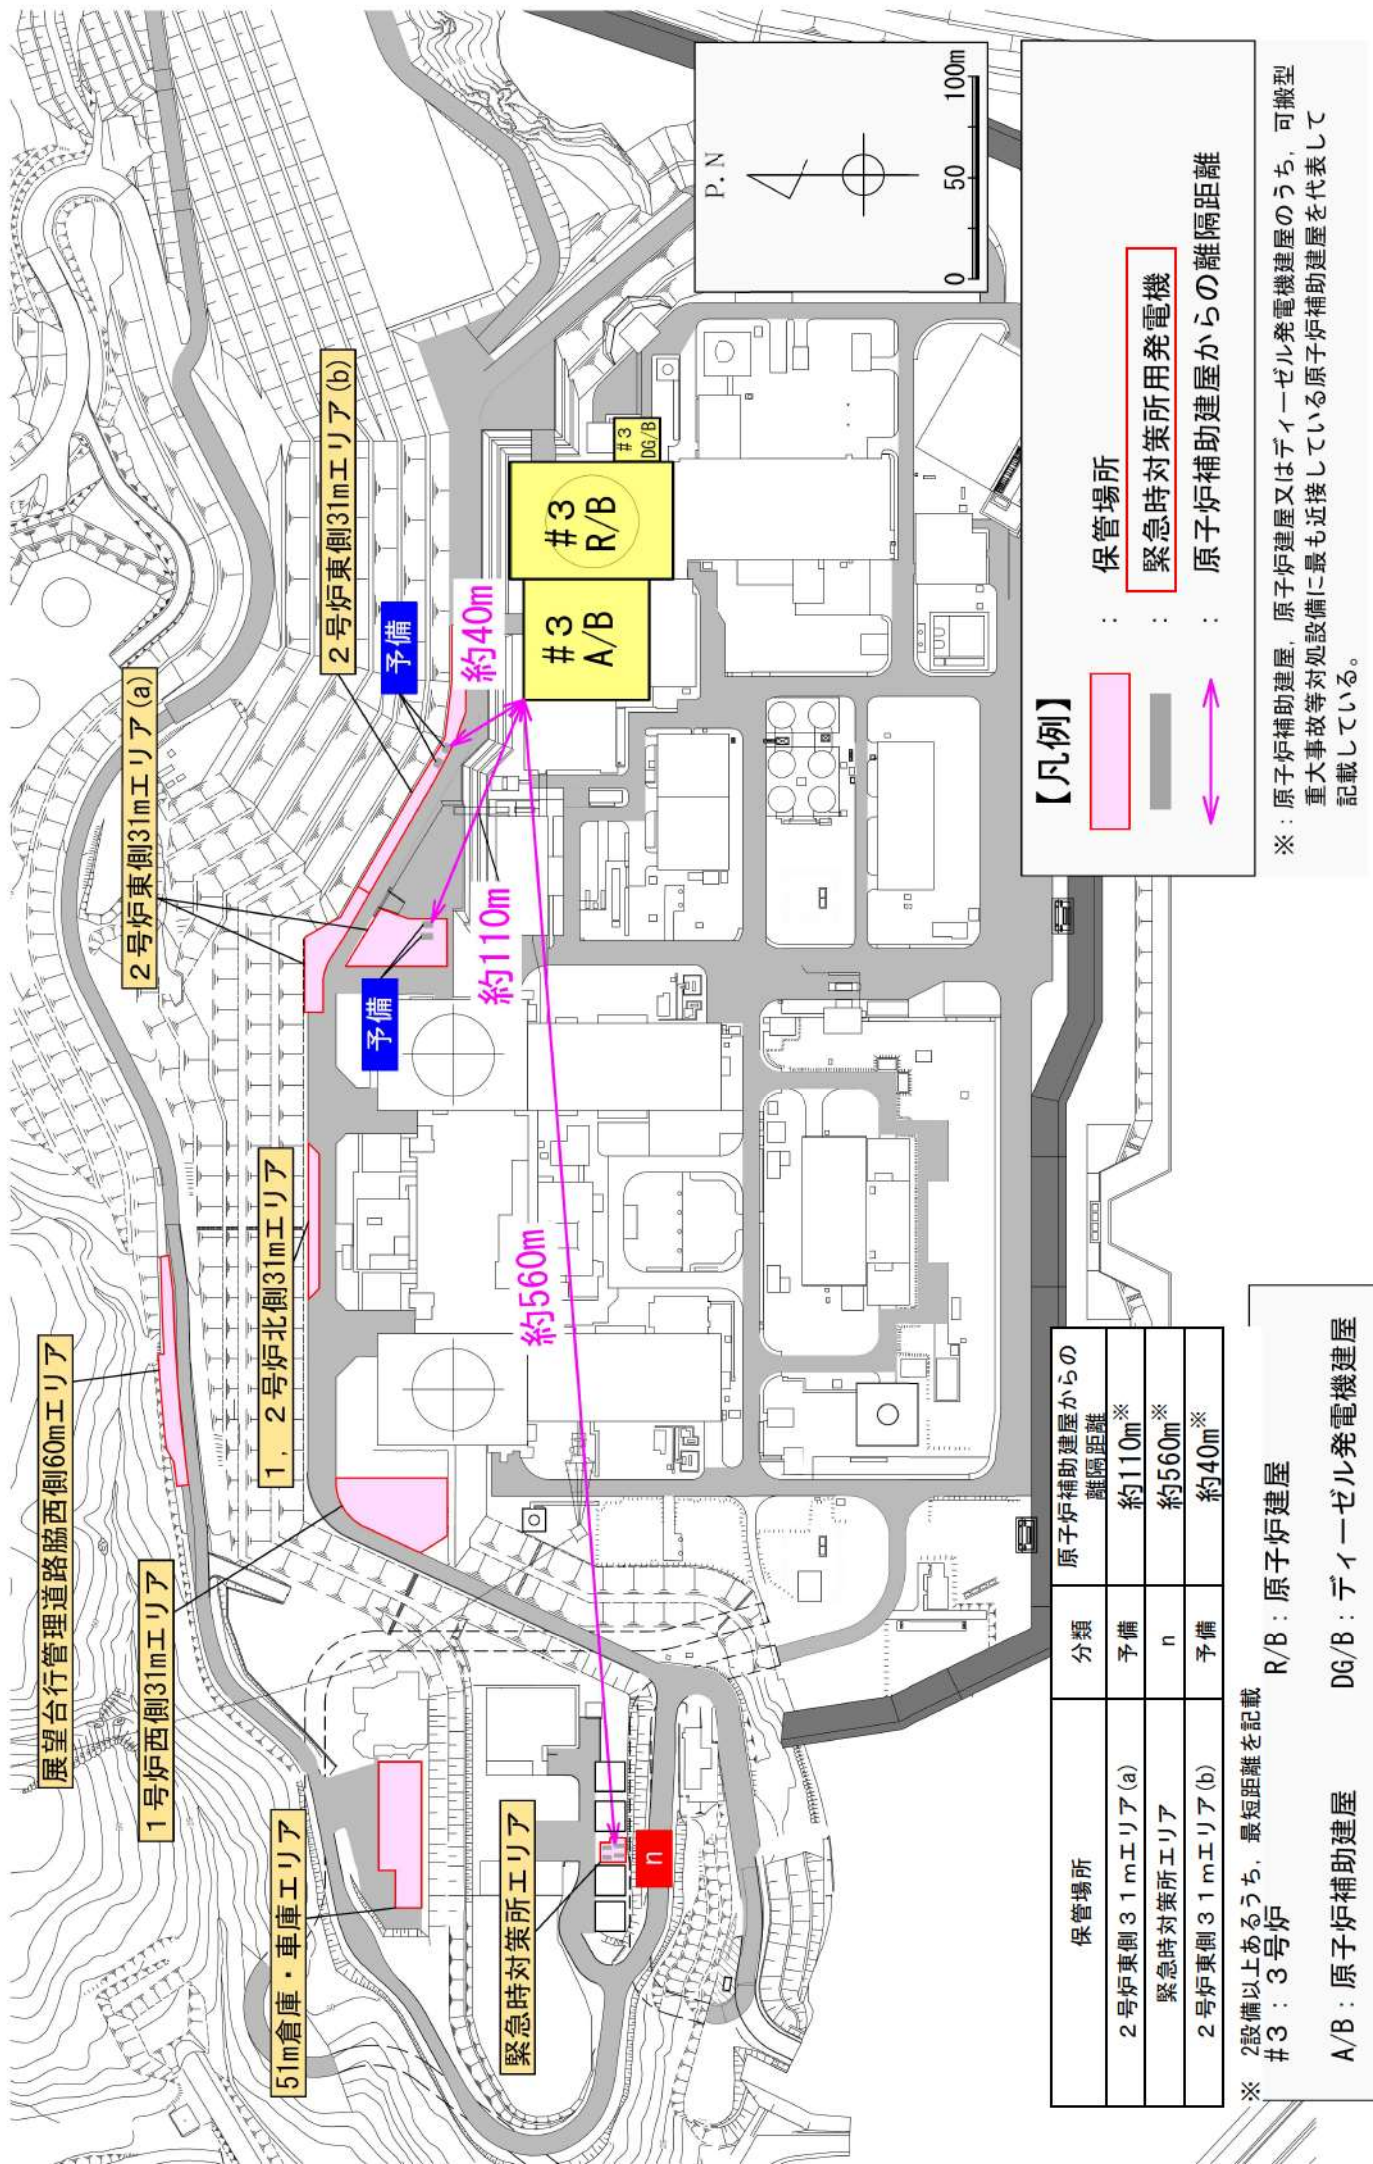 展望台行管理道路脇西側60mエリア
1号炉西側31mエリア
51m倉庫・車庫エリア
1，2号炉北側31mエリア
2号炉東側31mエリア(a)
2号炉東側31mエリア(b)
緊急時対策所エリア
予備
予備
n
約40m
約110m
約560m
#3
A/B
#3
R/B
#3
DG/B
P.N
0 50 100m
【凡例】
： 保管場所
： 緊急時対策所用発電機
： 原子炉補助建屋からの離隔距離
※：原子炉補助建屋，原子炉建屋又はディーゼル発電機建屋のうち，可搬型
重大事故等対処設備に最も近接している原子炉補助建屋を代表して
記載している。
保管場所 分類 原子炉補助建屋からの
離隔距離
2号炉東側31mエリア(a) 予備 約110m※
緊急時対策所エリア n 約560m※
2号炉東側31mエリア(b) 予備 約40m※
※ 2設備以上あるうち，最短距離を記載
#3：3号炉 R/B：原子炉建屋
A/B：原子炉補助建屋 DG/B：ディーゼル発電機建屋